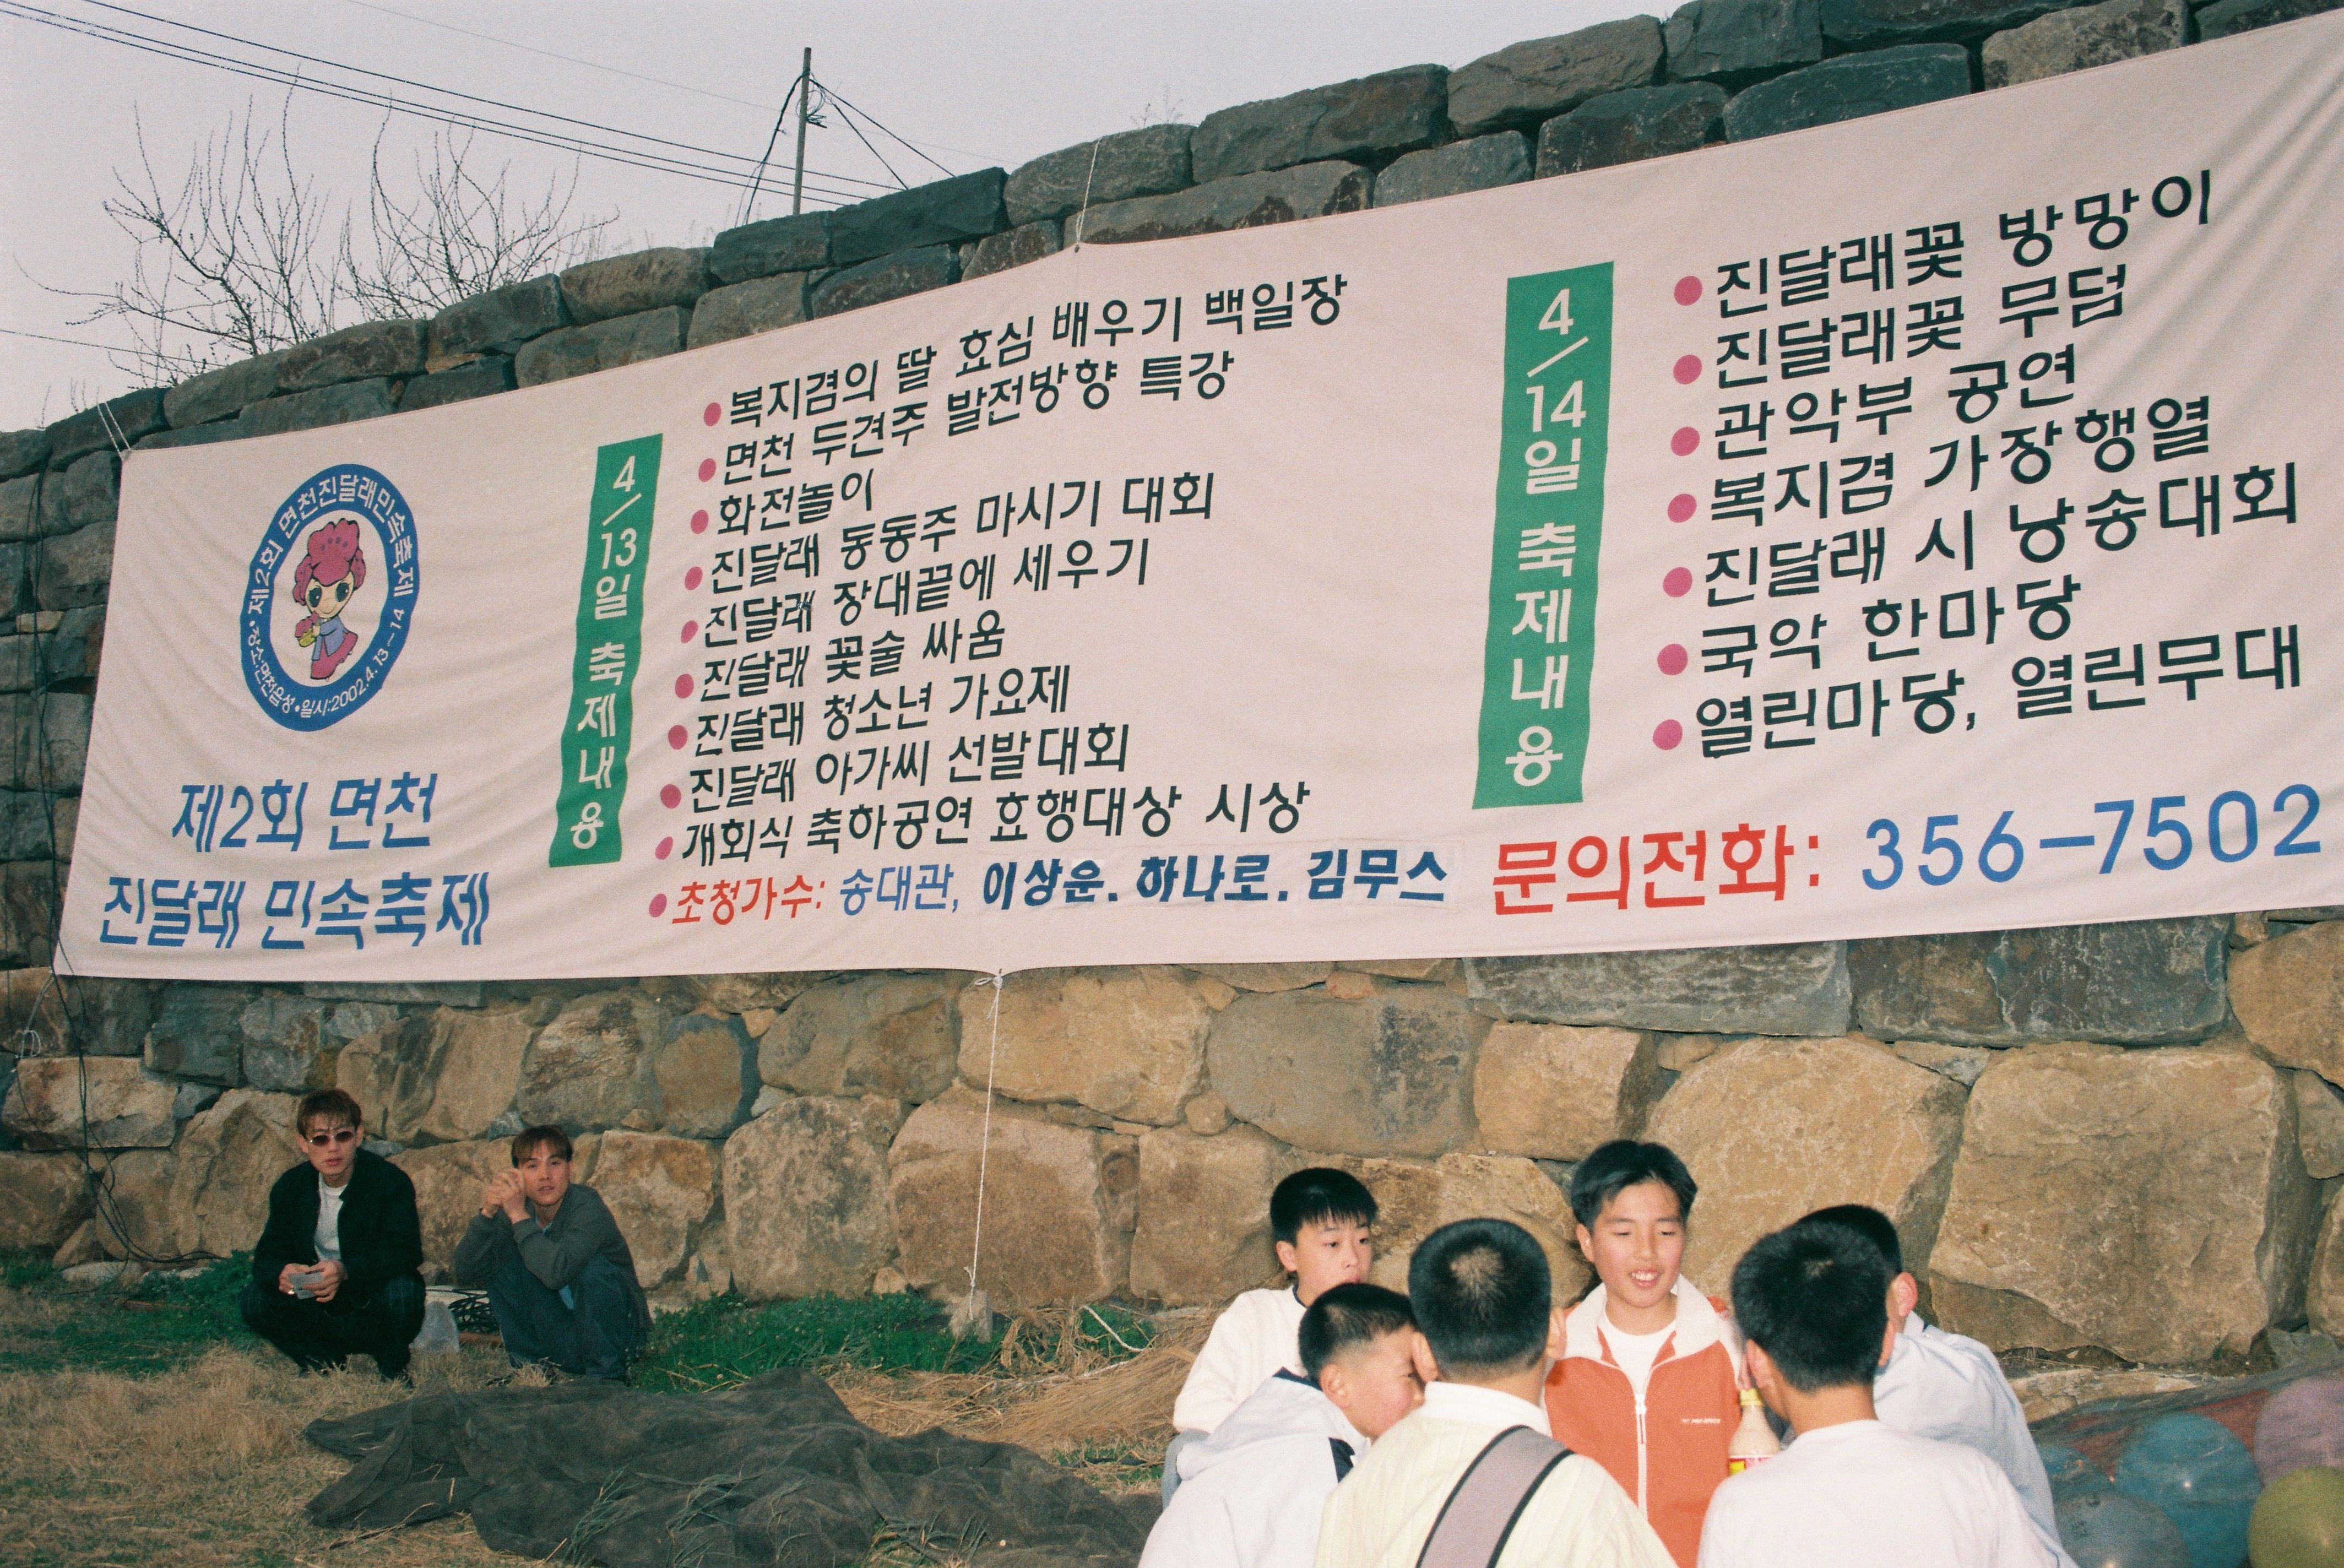 제2회 면천진달래민속축제 14~
•장소:면천읍성•일시:2002.4.13
제2회 면천
진달래 민속축제
4/13일 축제내용
•복지겸의 딸 효심 배우기 백일장
•면천 두견주 발전방향 특강
•화전놀이
•진달래 동동주 마시기 대회
•진달래 장대끝에 세우기
•진달래 꽃술 싸움
•진달래 청소년 가요제
•진달래 아가씨 선발대회
•개회식 축하공연 효행대상 시상
•초청가수: 송대관, 이상운. 하나로. 김무스
4/14일 축제내용
•진달래꽃 방망이
•진달래꽃 무덤
•관악부 공연
•복지겸 가장행열
•진달래 시 낭송대회
•국악 한마당
•열린마당, 열린무대
문의전화: 356-7502